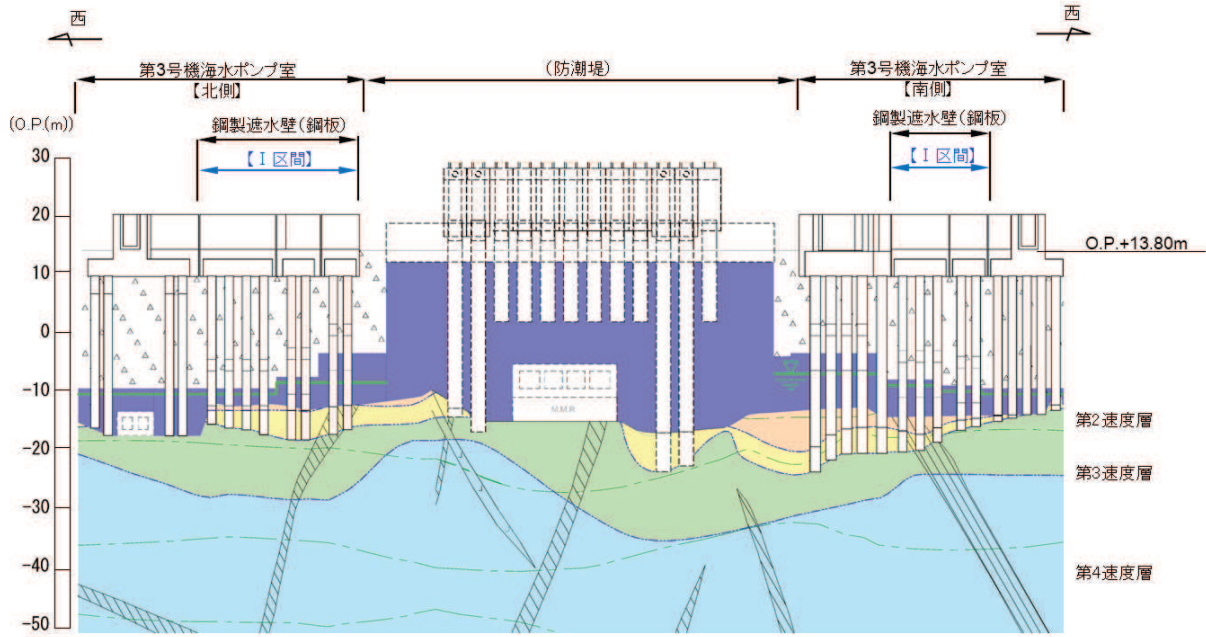 西
西
第3号機海水ポンプ室
【北側】
(防潮堤)
第3号機海水ポンプ室
【南側】
(O.P.(m))
鋼製遮水壁(鋼板)
【Ⅰ区間】
鋼製遮水壁(鋼板)
【Ⅰ区間】
30
20
O.P.+13.80m
10
0
-10
M.M.R
第2速度層
-20
第3速度層
-30
-40
第4速度層
-50